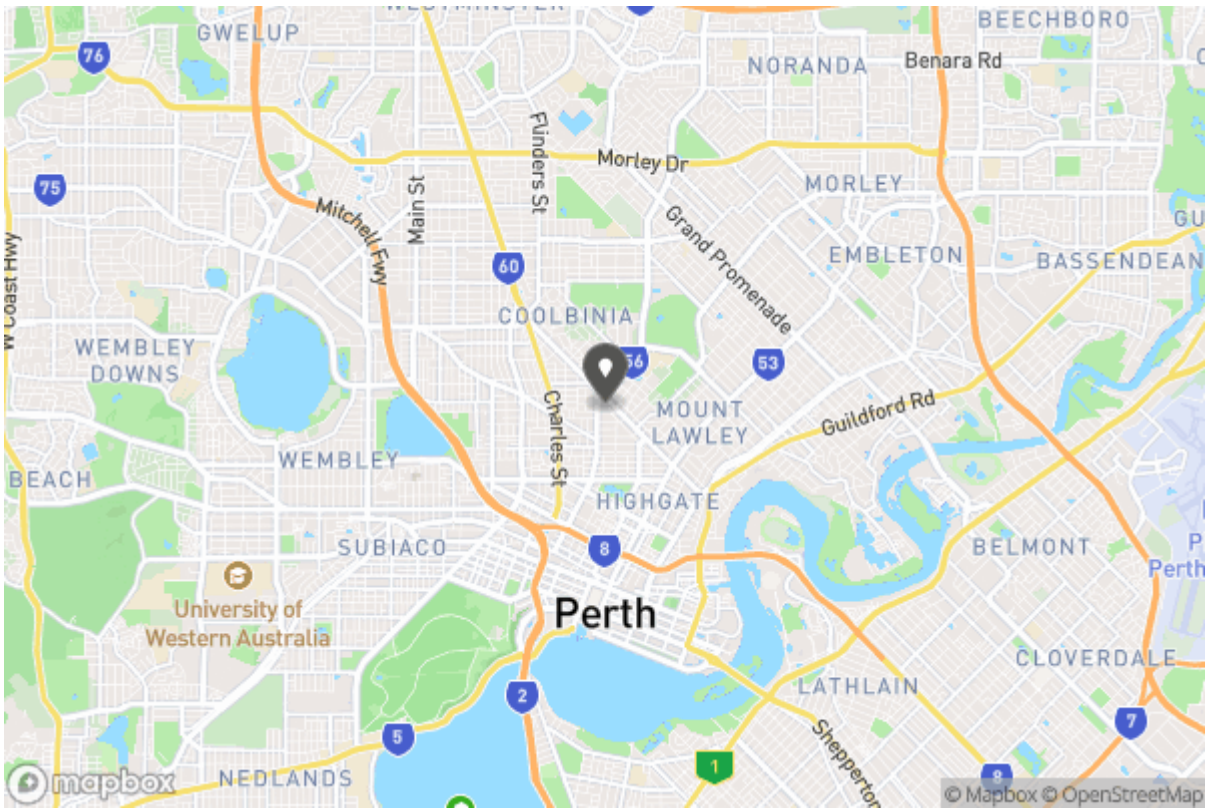 WESTMINSTER
BEECHBORO
GWELUP
76
NORANDA
Benara Rd
Flinders St
Morley Dr
75
Main St
MORLEY
Mitchell Fwy
Grand Promenade
W Coast Hwy
60
EMBLETON
BASSENDEAN
COOLBINIA
WEMBLEY
DOWNS
56
53
Charles St
MOUNT
LAWLEY
Guildford Rd
WEMBLEY
BEACH
HIGHGATE
SUBIACO
8
BELMONT
University of
Western Australia
Perth
Perth
CLOVERDALE
LATHLAIN
2
5
7
Shepperton
1
8
NEDLANDS
mapbox
© Mapbox © OpenStreetMap